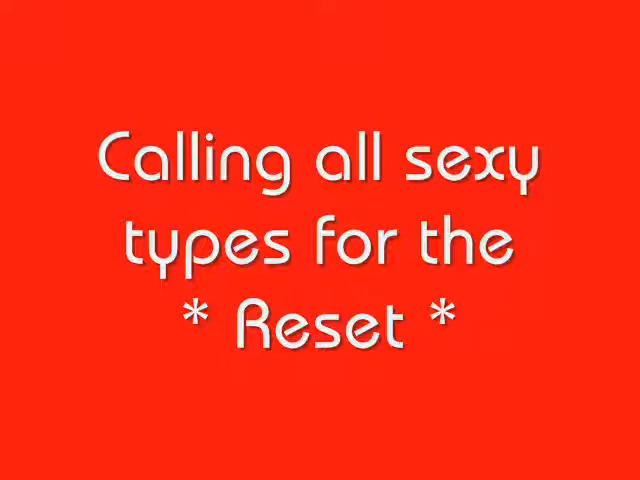 Calling all sexy
types for the
* Reset *